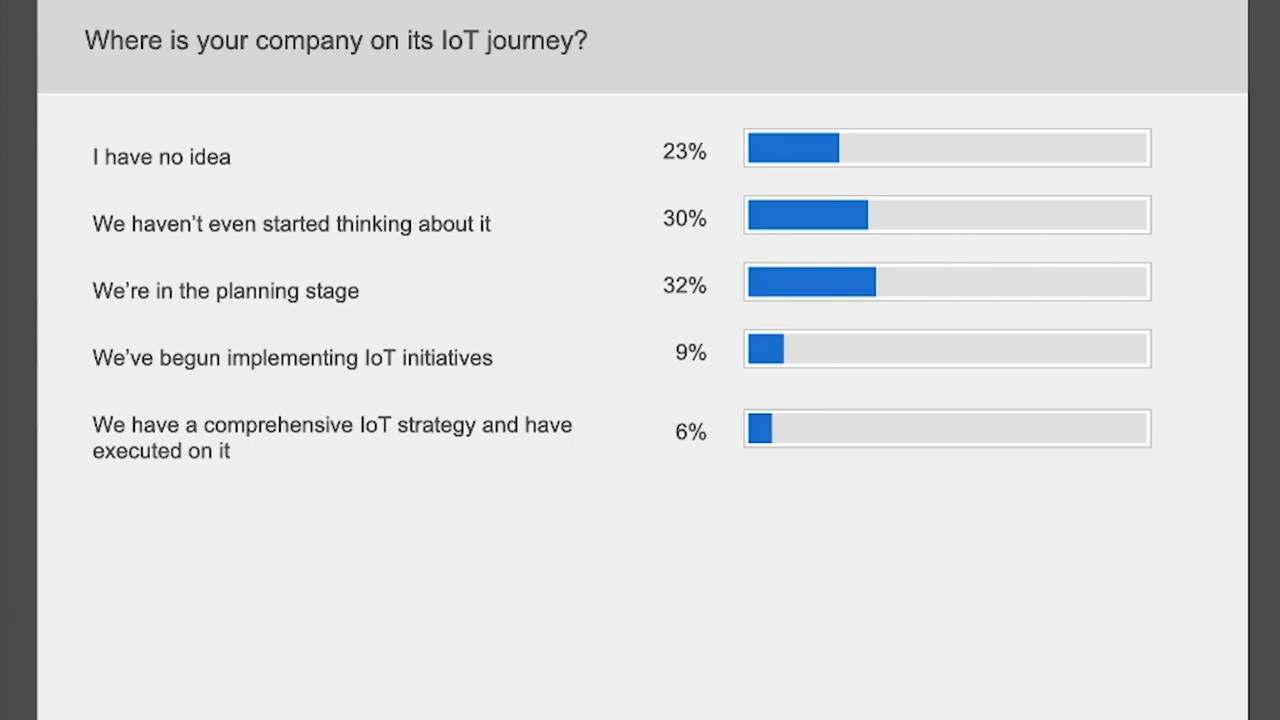 Where is your company on its IoT journey?
I have no idea 23%
We haven’t even started thinking about it 30%
We’re in the planning stage 32%
We’ve begun implementing IoT initiatives 9%
We have a comprehensive IoT strategy and have 6%
executed on it